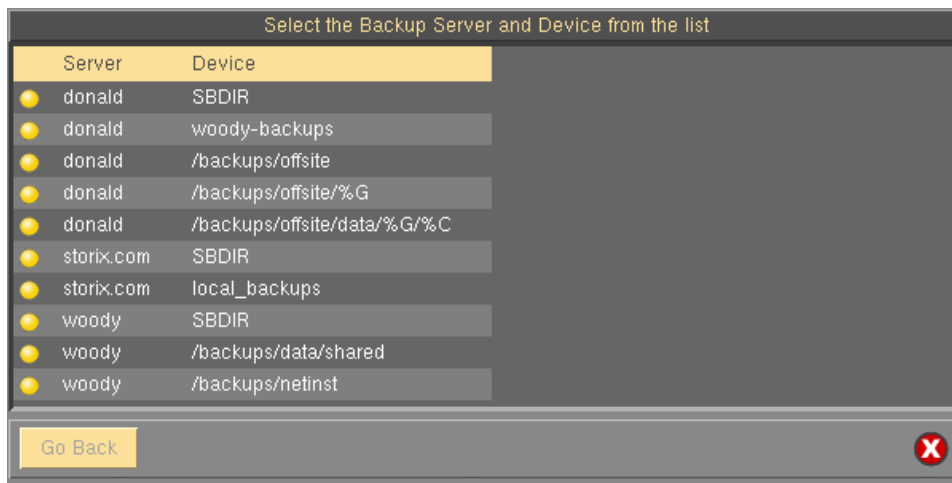 Select the Backup Server and Device from the list
Server Device
donald SBDIR
donald woody-backups
donald /backups/offsite
donald /backups/offsite/%G
donald /backups/offsite/data/%G/%C
storix.com SBDIR
storix.com local_backups
woody SBDIR
woody /backups/data/shared
woody /backups/netinst
Go Back
X